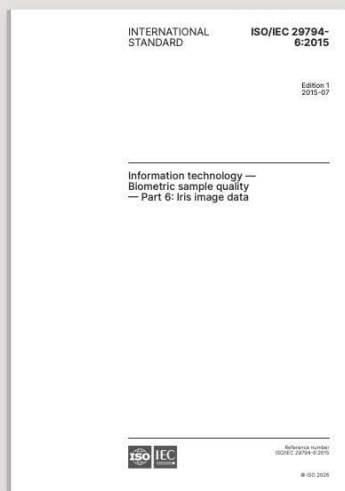 INTERNATIONAL
STANDARD
ISO/IEC 29794-
6:2015
Edition 1
2015-07
Information technology —
Biometric sample quality
— Part 6: Iris image data
ISO IEC
Reference number
ISO/IEC 29794-6:2015
© ISO 2026